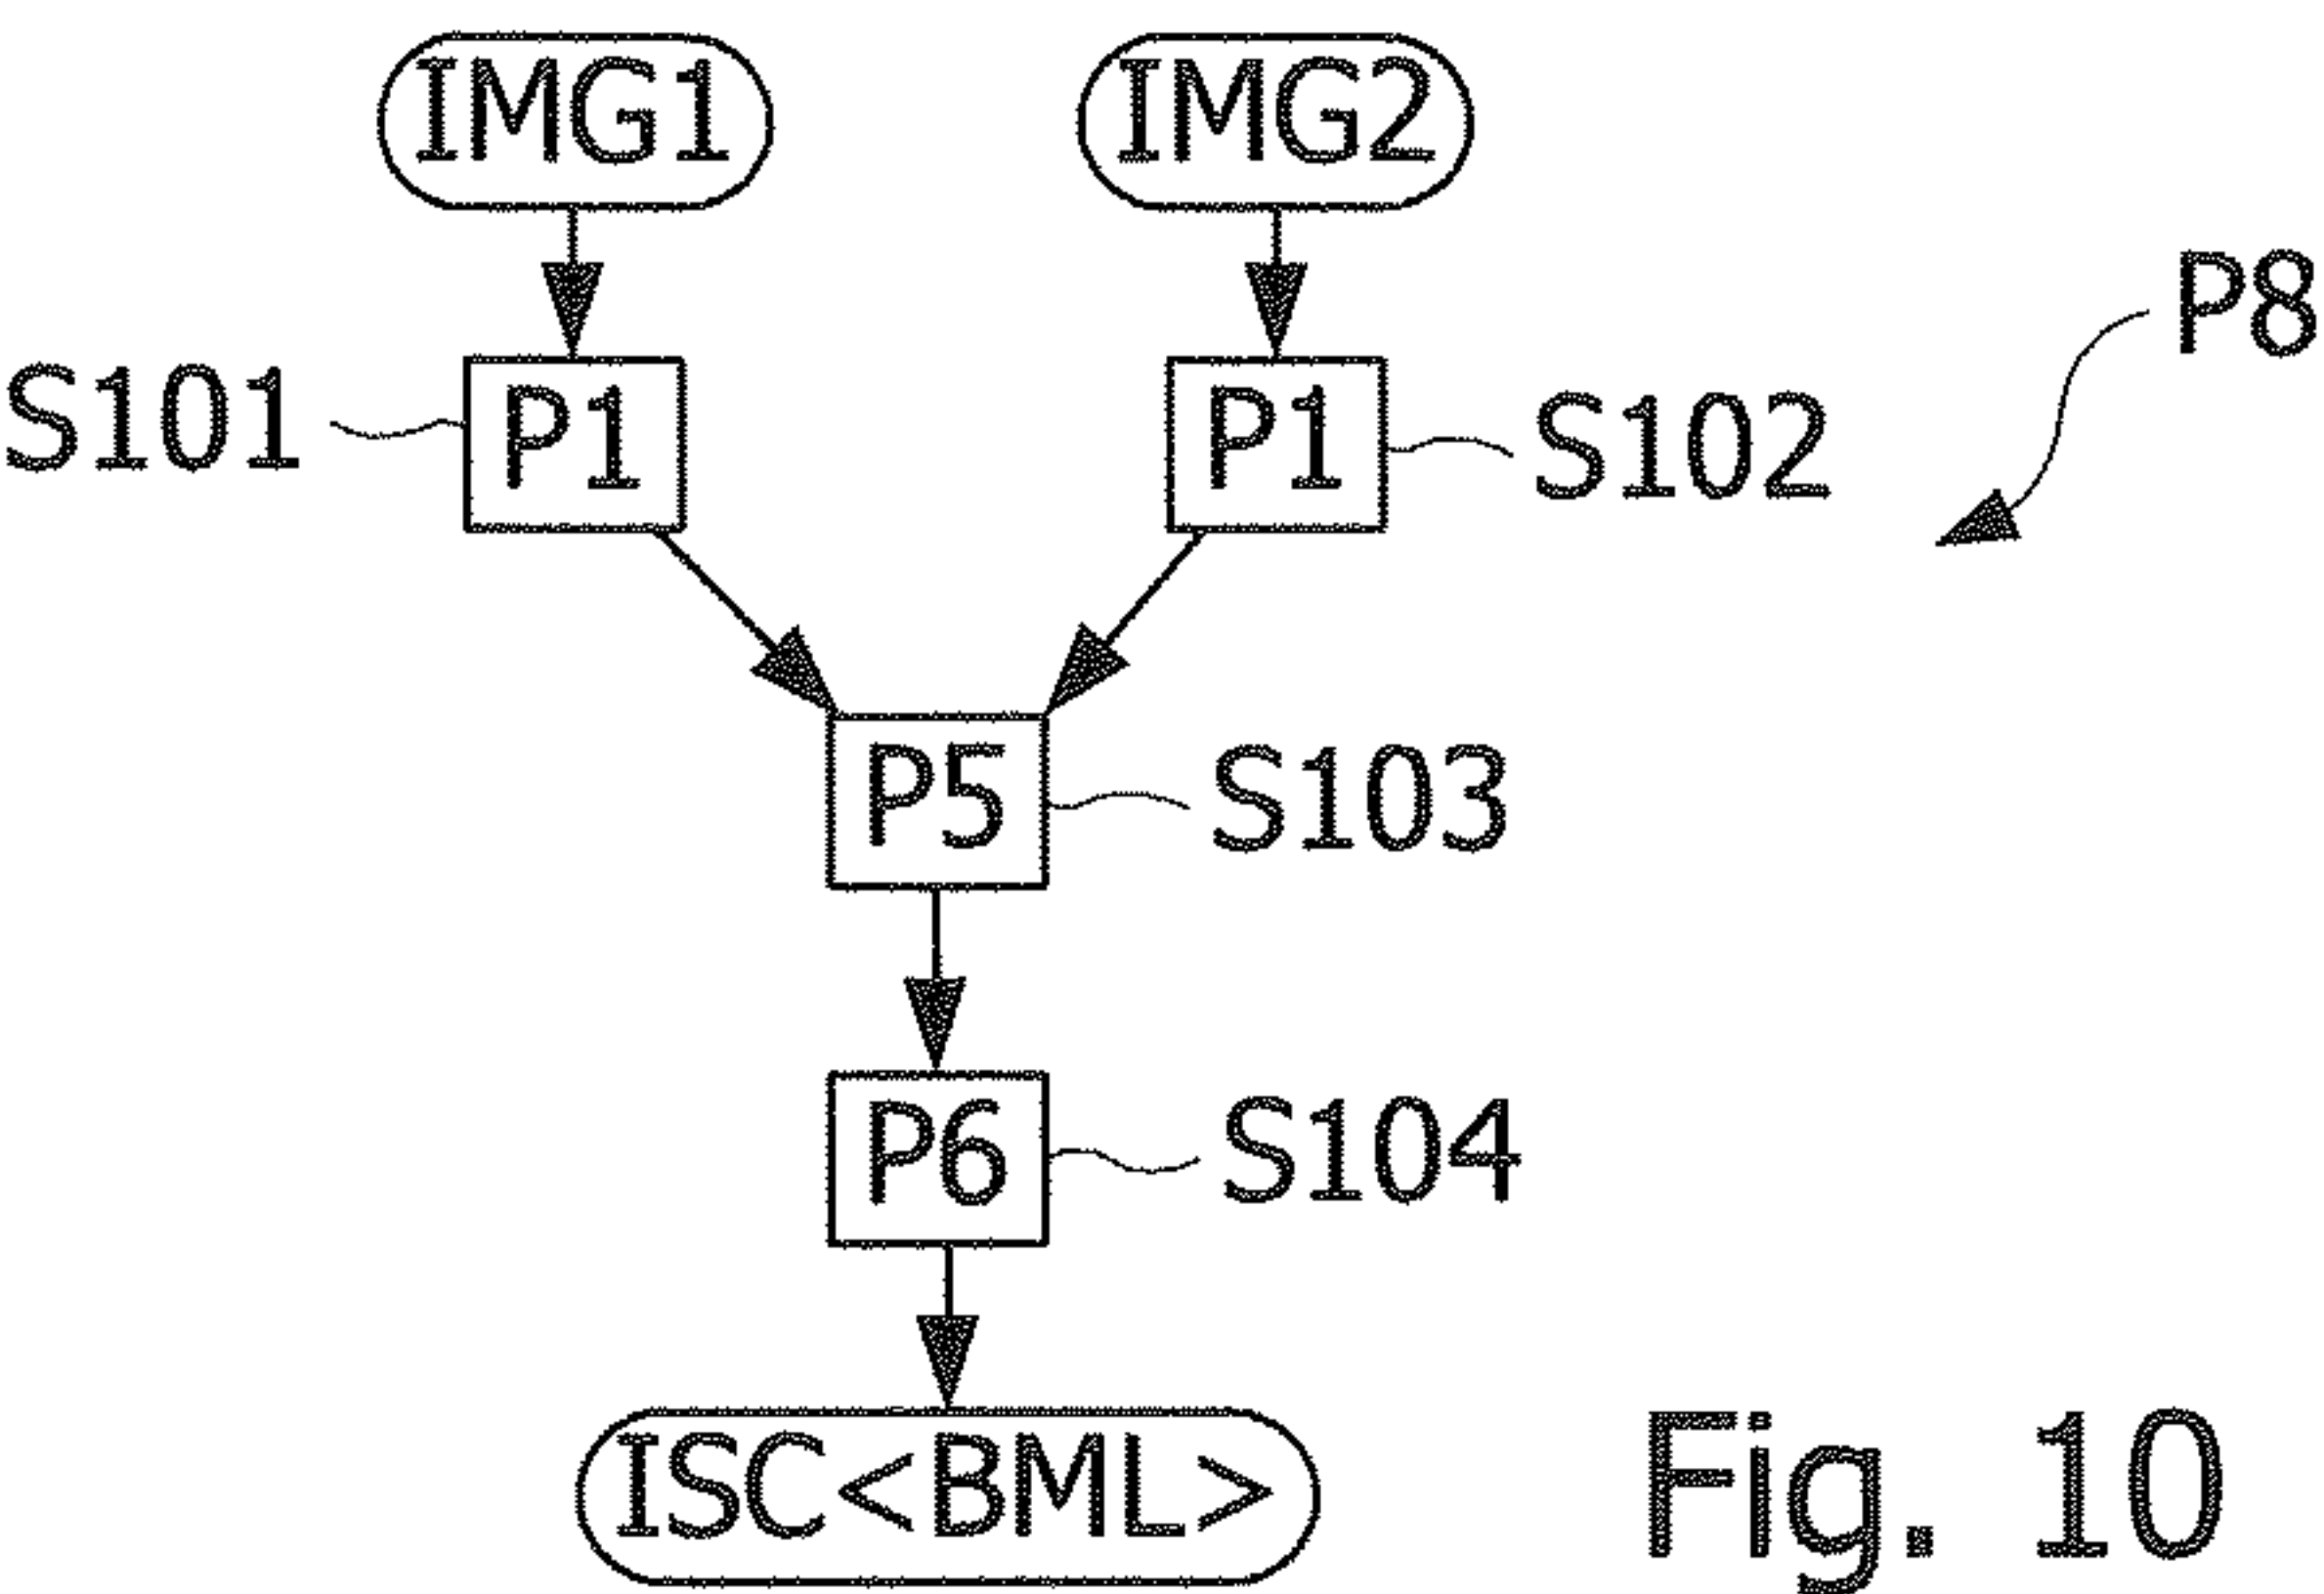 IMG1 IMG2
P8
S101 P1 P1 S102
P5 S103
P6 S104
ISC<BML>
Fig. 10